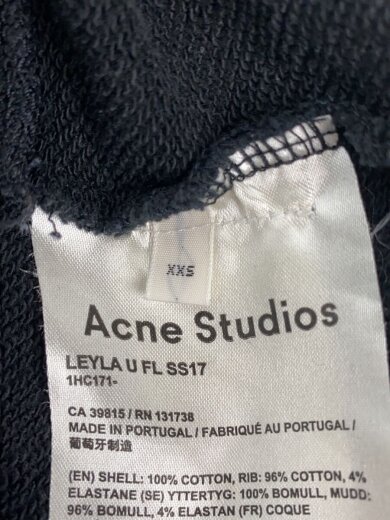 XXS
Acne Studios
LEYLA U FL SS17
1HC171-
CA 39815 / RN 131738
MADE IN PORTUGAL / FABRIQUÉ AU PORTUGAL /
葡萄牙制造
(EN) SHELL: 100% COTTON, RIB: 96% COTTON, 4%
ELASTANE (SE) YTTERTYG: 100% BOMULL, MUDD:
96% BOMULL, 4% ELASTAN (FR) COQUE